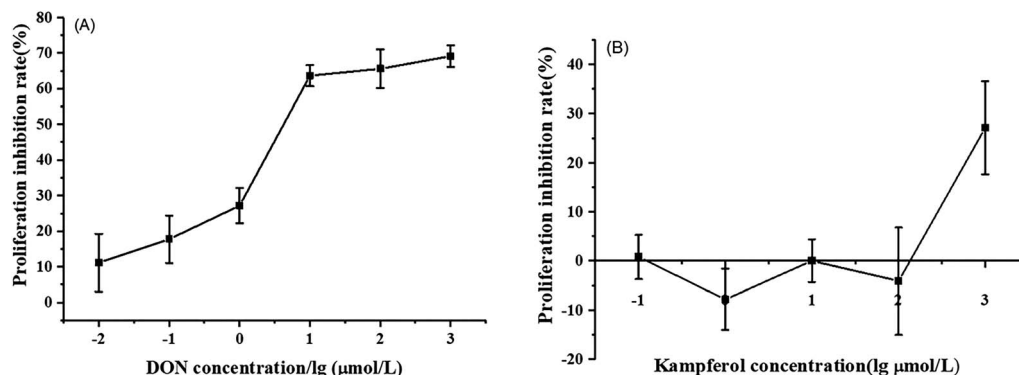 (A)
Proliferation inhibition rate(%)
80
70
60
50
40
30
20
10
0
-2 -1 0 1 2 3
DON concentration/lg (μmol/L)
(B)
Proliferation inhibition rate(%)
40
30
20
10
0
-10
-20
-1 1 2 3
Kampferol concentration(lg μmol/L)